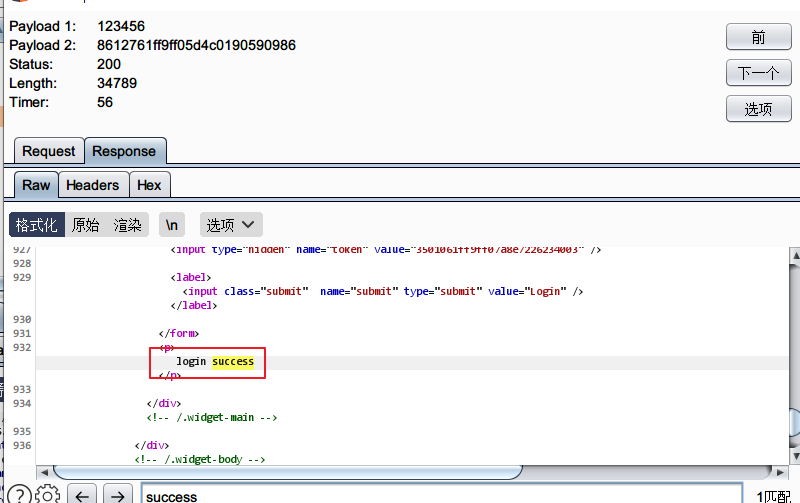 Payload 1: 123456
Payload 2: 8612761ff9ff05d4c0190590986
Status: 200
Length: 34789
Timer: 56
前
下一个
选项
Request Response
Raw Headers Hex
格式化 原始 渲染 \n 选项
927 <input type="hidden" name="token" value="3501061ff9ff07a8e7226234003" />
928
929 <label>
<input class="submit" name="submit" type="submit" value="Login" />
</label>
930
931 </form>
932 <p>
login success
</p>
933
934 </div>
<!-- /.widget-main -->
935
936 </div>
<!-- /.widget-body -->
? success 1匹配